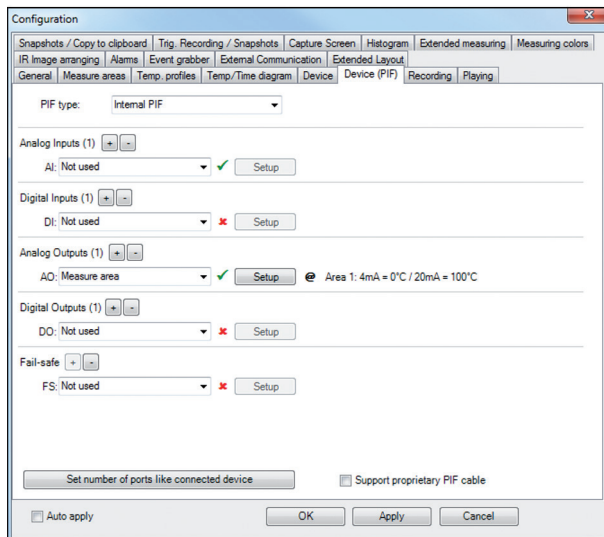 Configuration
Snapshots / Copy to clipboard Trig. Recording / Snapshots Capture Screen Histogram Extended measuring Measuring colors
IR Image arranging Alarms Event grabber External Communication Extended Layout
General Measure areas Temp. profiles Temp/Time diagram Device Device (PIF) Recording Playing
PIF type: Internal PIF
Analog Inputs (1) + -
AI: Not used Setup
Digital Inputs (1) + -
DI: Not used Setup
Analog Outputs (1) + -
AO: Measure area Setup @ Area 1: 4mA = 0°C / 20mA = 100°C
Digital Outputs (1) + -
DO: Not used Setup
Fail-safe + -
FS: Not used Setup
Set number of ports like connected device Support proprietary PIF cable
Auto apply OK Apply Cancel